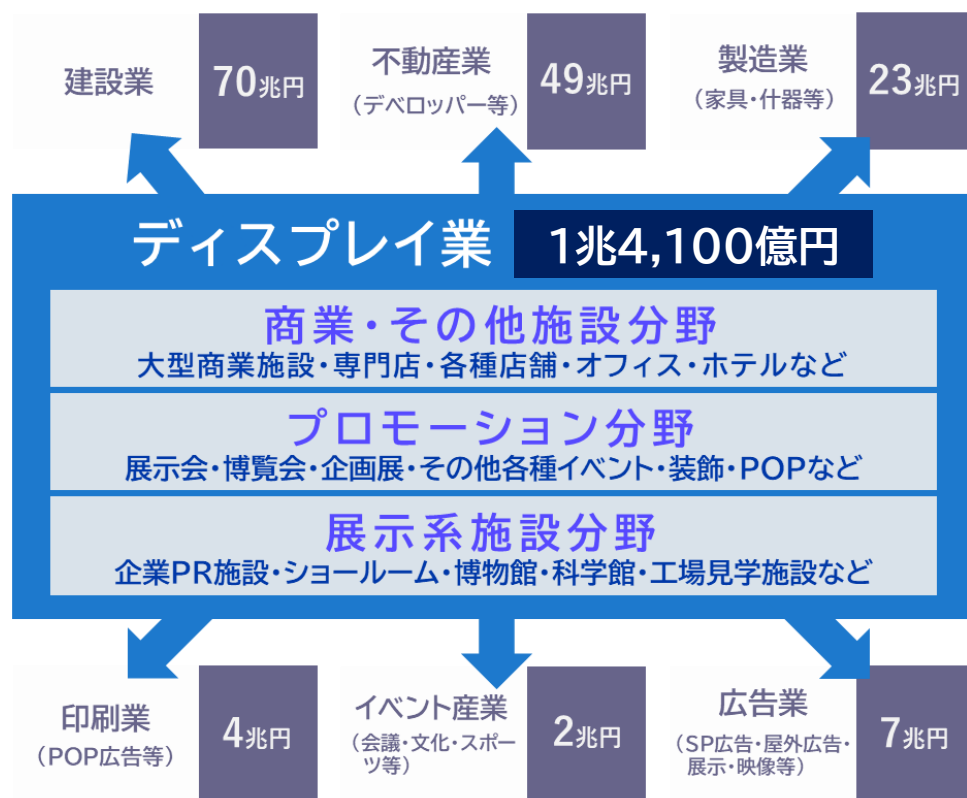 建設業
70兆円
不動産業
(デベロッパー等)
49兆円
製造業
(家具・什器等)
23兆円
ディスプレイ業
1兆4,100億円
商業・その他施設分野
大型商業施設・専門店・各種店舗・オフィス・ホテルなど
プロモーション分野
展示会・博覧会・企画展・その他各種イベント・装飾・POPなど
展示系施設分野
企業PR施設・ショールーム・博物館・科学館・工場見学施設など
印刷業
(POP広告等)
4兆円
イベント産業
(会議・文化・スポー
ツ等)
2兆円
広告業
(SP広告・屋外広告・
展示・映像等)
7兆円